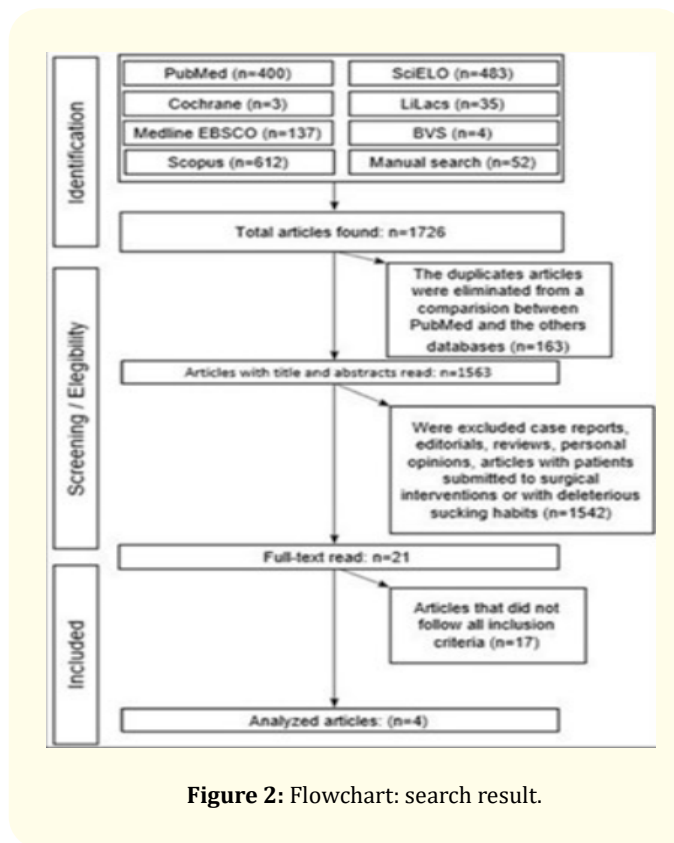 Identification
PubMed (n=400)
SciELO (n=483)
Cochrane (n=3)
LiLacs (n=35)
Medline EBSCO (n=137)
BVS (n=4)
Scopus (n=612)
Manual search (n=52)
Total articles found: n=1726
Screening / Elegibility
The duplicates articles
were eliminated from a
comparision between
PubMed and the others
databases (n=163)
Articles with title and abstracts read: n=1563
Were excluded case reports,
editorials, reviews, personal
opinions, articles with patients
submitted to surgical
interventions or with deleterious
sucking habits (n=1542)
Full-text read: n=21
Included
Articles that did not
follow all inclusion
criteria (n=17)
Analyzed articles: (n=4)
Figure 2: Flowchart: search result.